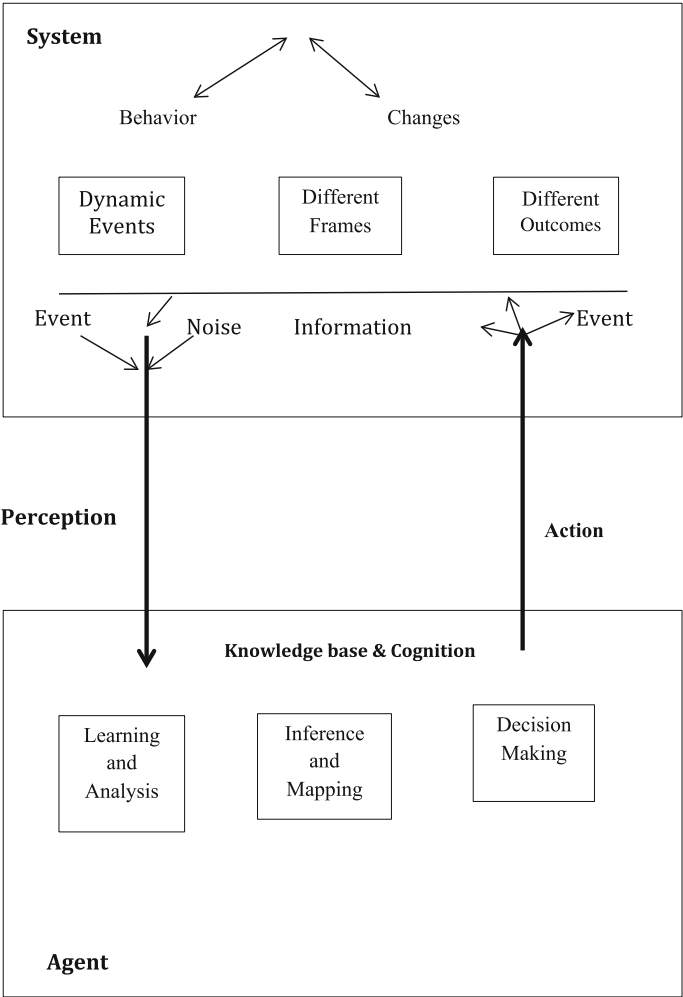 System
Behavior
Changes
Dynamic
Events
Different
Frames
Different
Outcomes
Event
Noise
Information
Event
Perception
Action
Knowledge base & Cognition
Learning
and
Analysis
Inference
and
Mapping
Decision
Making
Agent